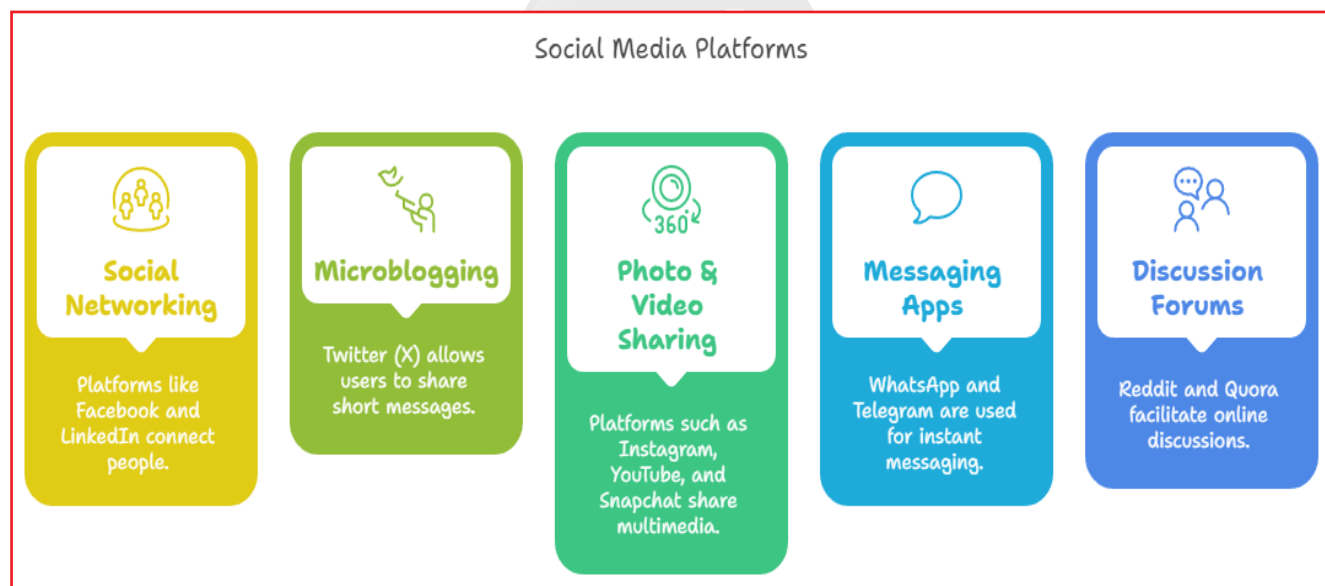 Social Media Platforms
Social
Networking
Platforms like
Facebook and
LinkedIn connect
people.
Microblogging
Twitter (X) allows
users to share
short messages.
360°
Photo &
Video
Sharing
Platforms such as
Instagram,
YouTube, and
Snapchat share
multimedia.
Messaging
Apps
WhatsApp and
Telegram are used
for instant
messaging.
Discussion
Forums
Reddit and Quora
facilitate online
discussions.